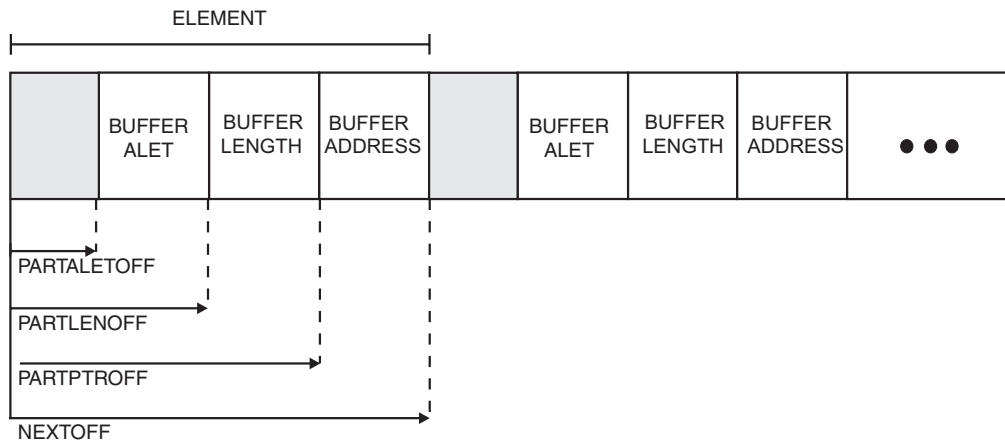 ELEMENT
BUFFER ALET
BUFFER LENGTH
BUFFER ADDRESS
BUFFER ALET
BUFFER LENGTH
BUFFER ADDRESS
PARTALETOFF
PARTLENOFF
PARTPTROFF
NEXTOFF